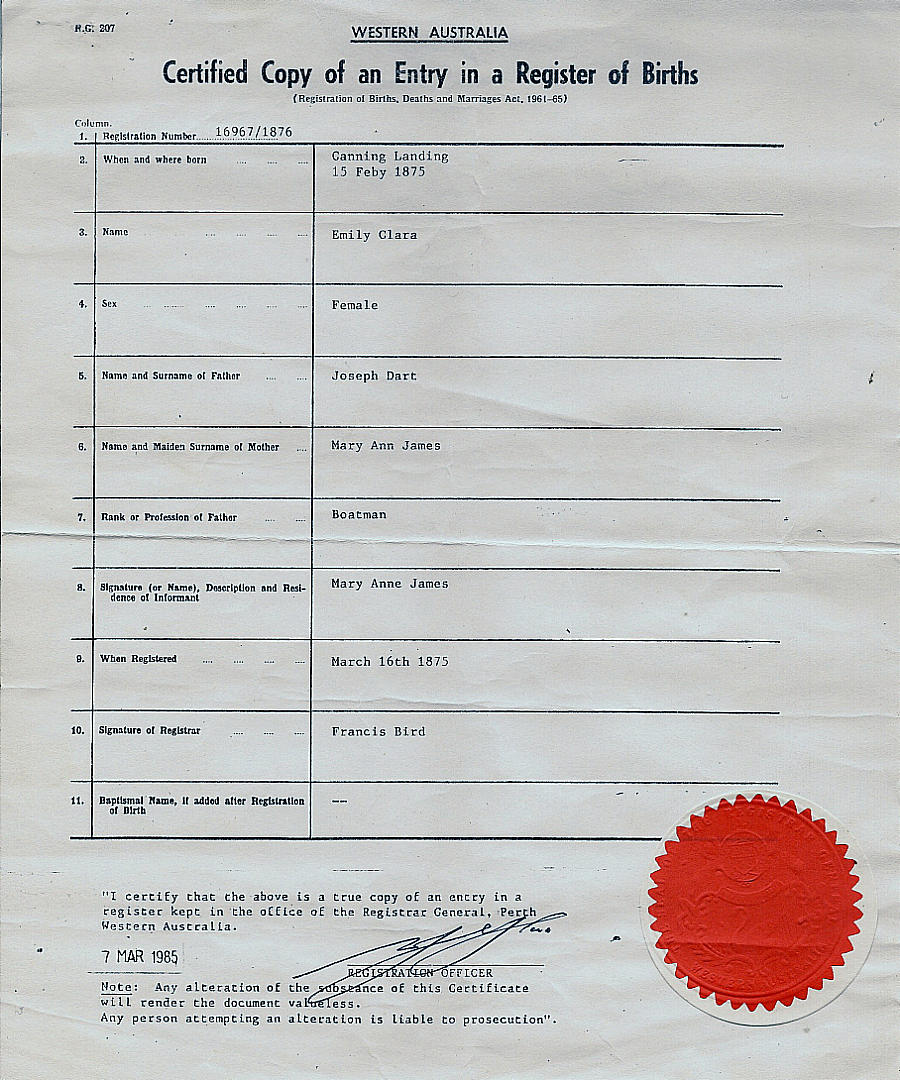 R.G. 207
WESTERN AUSTRALIA
Certified Copy of an Entry in a Register of Births
(Registration of Births, Deaths and Marriages Act, 1961-65)
Column.
1. Registration Number 16967/1876
2. When and where born Canning Landing
15 Feby 1875
3. Name Emily Clara
4. Sex Female
5. Name and Surname of Father Joseph Dart
6. Name and Maiden Surname of Mother Mary Ann James
7. Rank or Profession of Father Boatman
8. Signature (or Name), Description and Resi- Mary Anne James
dence of Informant
9. When Registered March 16th 1875
10. Signature of Registrar Francis Bird
11. Baptismal Name, if added after Registration --
of Birth
"I certify that the above is a true copy of an entry in a
register kept in the office of the Registrar General, Perth
Western Australia.
7 MAR 1985
REGISTRATION OFFICER
Note: Any alteration of the substance of this Certificate
will render the document valueless.
Any person attempting an alteration is liable to prosecution".